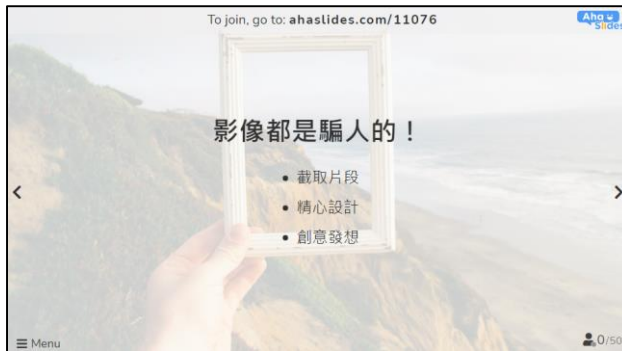 To join, go to: ahaslides.com/11076
Aha
Slides
影像都是騙人的！
• 截取片段
• 精心設計
• 創意發想
Menu
0/50